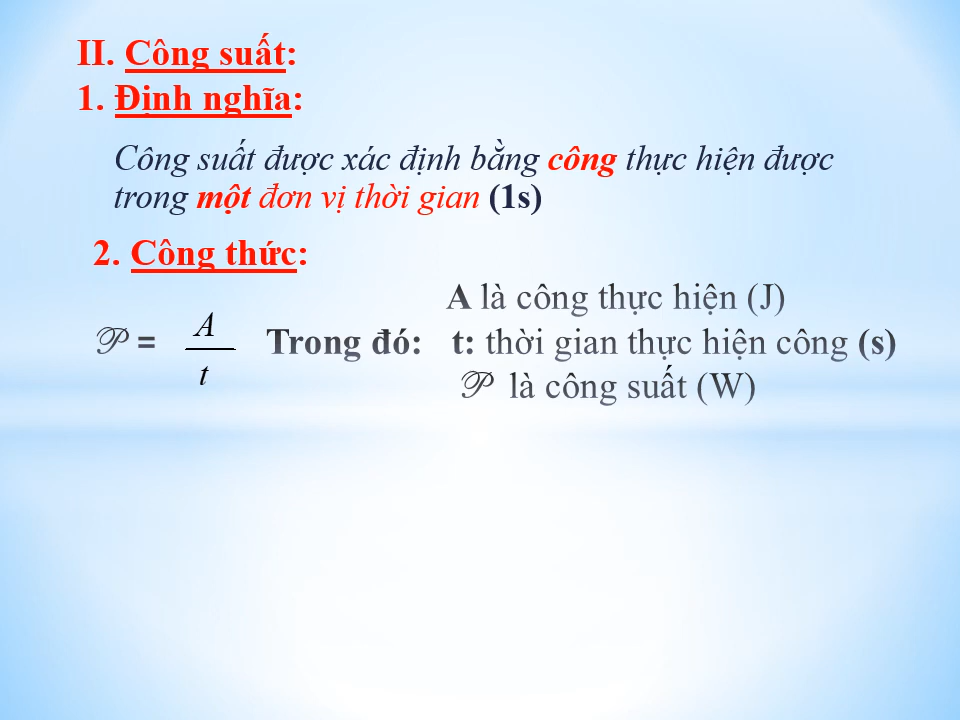 II. Công suất:
1. Định nghĩa:
Công suất được xác định bằng công thực hiện được
trong một đơn vị thời gian (1s)
2. Công thức:
A là công thực hiện (J)
𝒫 = A/t Trong đó: t: thời gian thực hiện công (s)
𝒫 là công suất (W)